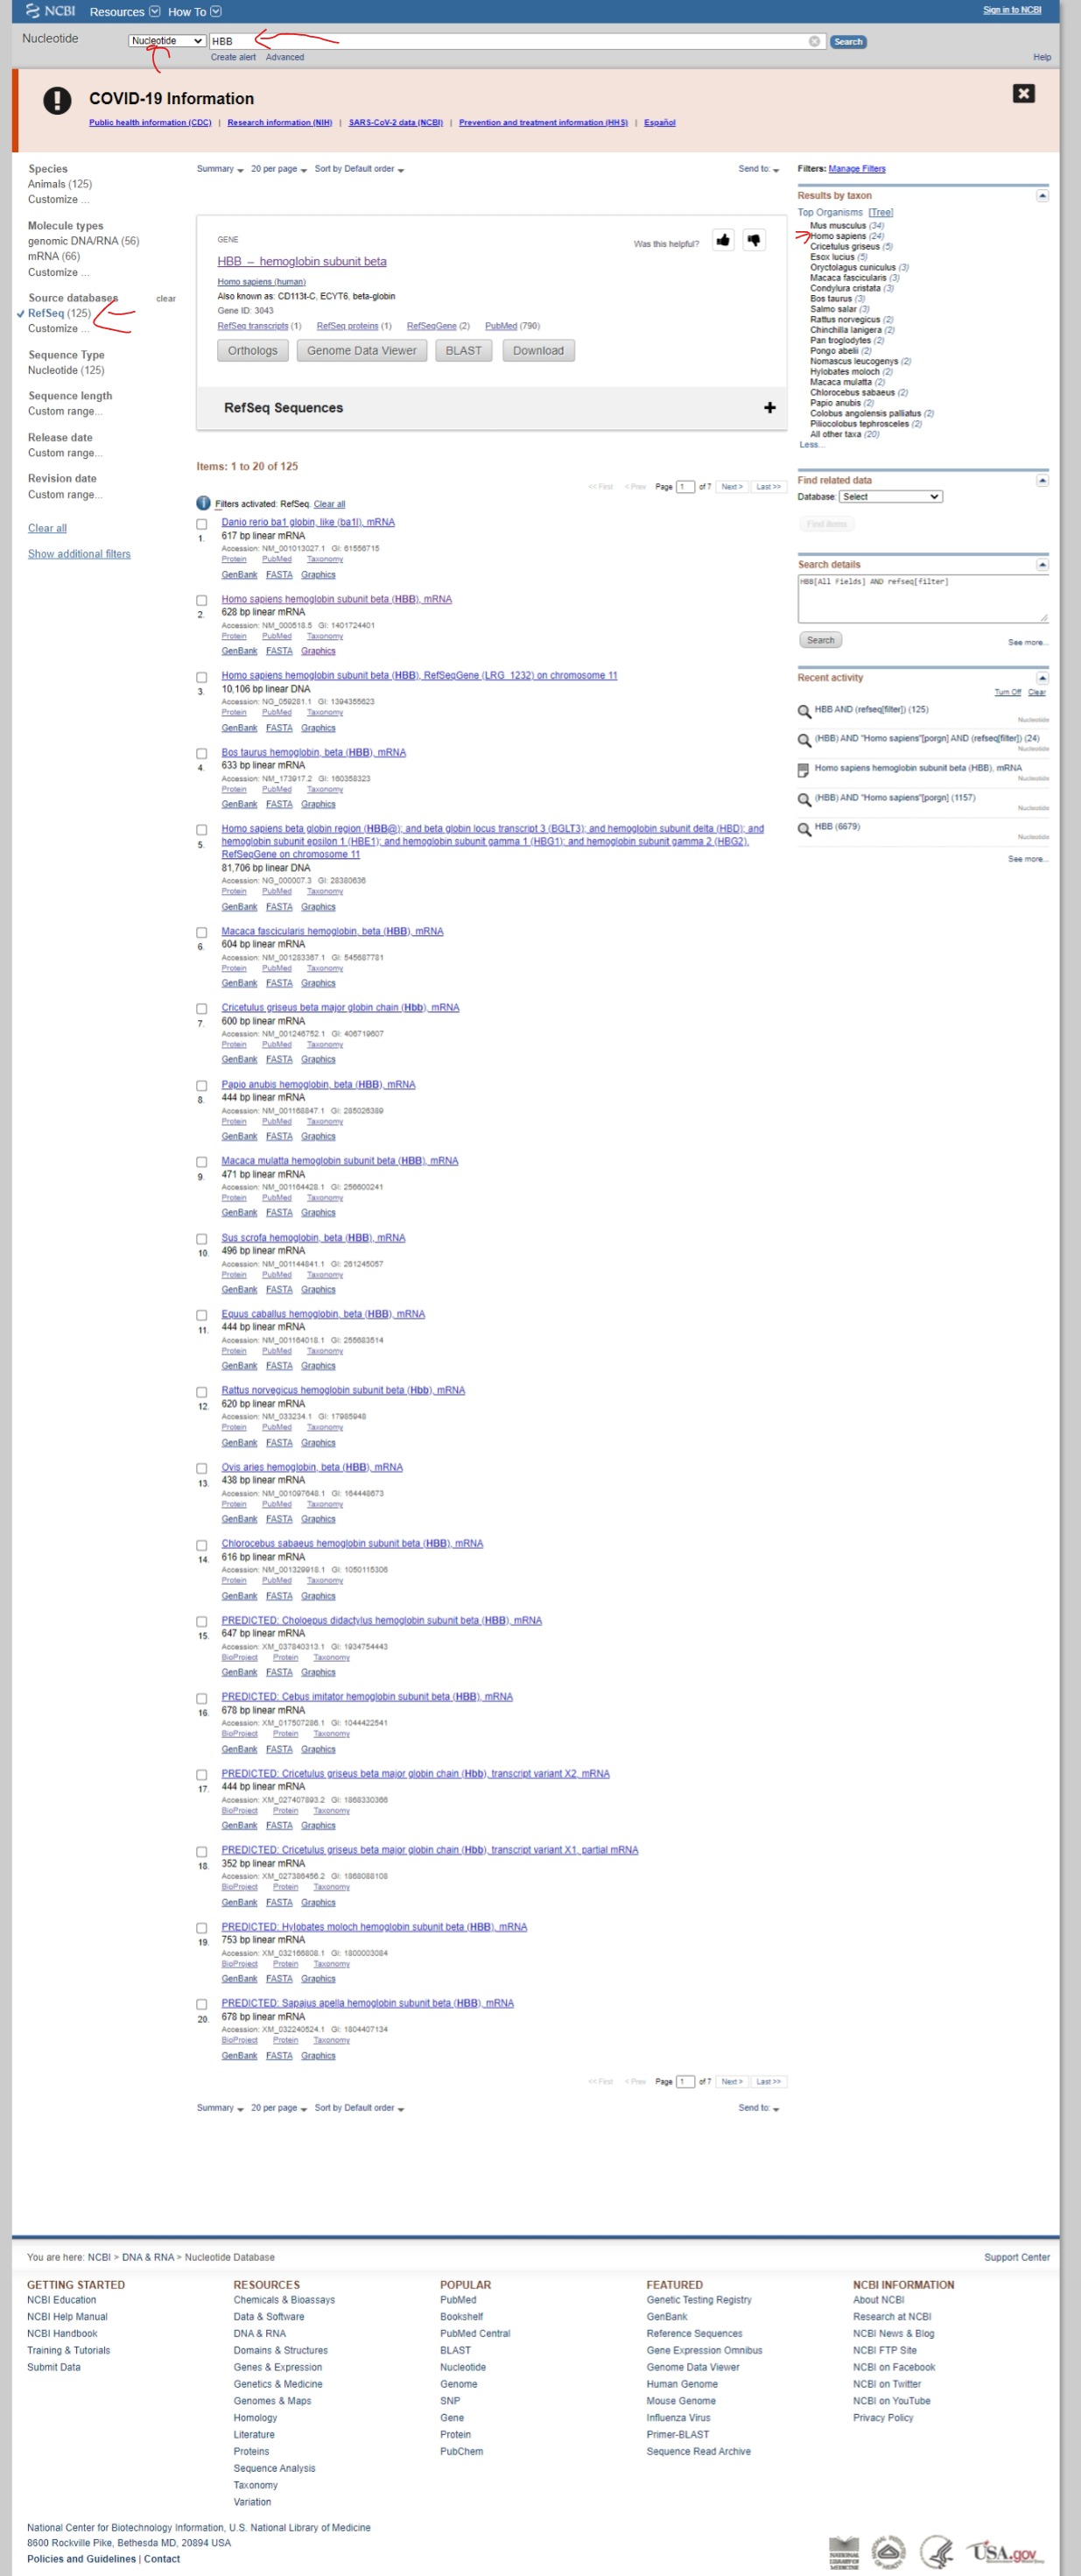 NCBI Resources How To Sign in to NCBI
Nucleotide Nucleotide HBB Search
Create alert Advanced Help
COVID-19 Information
Public health information (CDC) | Research information (NIH) | SARS-CoV-2 data (NCBI) | Prevention and treatment information (HHS) | Español
Species
Animals (125)
Customize ...
Molecule types
genomic DNA/RNA (56)
mRNA (66)
Customize ...
Source databases clear
RefSeq (125)
Customize ...
Sequence Type
Nucleotide (125)
Sequence length
Custom range...
Release date
Custom range...
Revision date
Custom range...
Clear all
Show additional filters
Summary 20 per page Sort by Default order Send to:
GENE
Was this helpful?
HBB – hemoglobin subunit beta
Homo sapiens (human)
Also known as: CD113t-C, ECYT6, beta-globin
Gene ID: 3043
RefSeq transcripts (1) RefSeq proteins (1) RefSeqGene (2) PubMed (790)
Orthologs Genome Data Viewer BLAST Download
RefSeq Sequences +
Items: 1 to 20 of 125
<< First < Prev Page 1 of 7 Next > Last >>
Filters activated: RefSeq. Clear all
Danio rerio ba1 globin, like (ba1l), mRNA
1. 617 bp linear mRNA
Accession: NM_001013027.1 GI: 61556715
Protein PubMed Taxonomy
GenBank FASTA Graphics
Homo sapiens hemoglobin subunit beta (HBB), mRNA
2. 628 bp linear mRNA
Accession: NM_000518.5 GI: 1401724401
Protein PubMed Taxonomy
GenBank FASTA Graphics
Homo sapiens hemoglobin subunit beta (HBB), RefSeqGene (LRG_1232) on chromosome 11
3. 10,106 bp linear DNA
Accession: NG_059281.1 GI: 1394355623
Protein PubMed Taxonomy
GenBank FASTA Graphics
Bos taurus hemoglobin, beta (HBB), mRNA
4. 633 bp linear mRNA
Accession: NM_173917.2 GI: 160358323
Protein PubMed Taxonomy
GenBank FASTA Graphics
Homo sapiens beta globin region (HBB@); and beta globin locus transcript 3 (BGLT3); and hemoglobin subunit delta (HBD); and
5. hemoglobin subunit epsilon 1 (HBE1); and hemoglobin subunit gamma 1 (HBG1); and hemoglobin subunit gamma 2 (HBG2),
RefSeqGene on chromosome 11
81,706 bp linear DNA
Accession: NG_000007.3 GI: 28380636
Protein PubMed Taxonomy
GenBank FASTA Graphics
Macaca fascicularis hemoglobin, beta (HBB), mRNA
6. 604 bp linear mRNA
Accession: NM_001283367.1 GI: 545687781
Protein PubMed Taxonomy
GenBank FASTA Graphics
Cricetulus griseus beta major globin chain (Hbb), mRNA
7. 600 bp linear mRNA
Accession: NM_001246752.1 GI: 406719607
Protein PubMed Taxonomy
GenBank FASTA Graphics
Papio anubis hemoglobin, beta (HBB), mRNA
8. 444 bp linear mRNA
Accession: NM_001168847.1 GI: 285026389
Protein PubMed Taxonomy
GenBank FASTA Graphics
Macaca mulatta hemoglobin subunit beta (HBB), mRNA
9. 471 bp linear mRNA
Accession: NM_001164428.1 GI: 256600241
Protein PubMed Taxonomy
GenBank FASTA Graphics
Sus scrofa hemoglobin, beta (HBB), mRNA
10. 496 bp linear mRNA
Accession: NM_001144841.1 GI: 261245057
Protein PubMed Taxonomy
GenBank FASTA Graphics
Equus caballus hemoglobin, beta (HBB), mRNA
11. 444 bp linear mRNA
Accession: NM_001164018.1 GI: 255683514
Protein PubMed Taxonomy
GenBank FASTA Graphics
Rattus norvegicus hemoglobin subunit beta (Hbb), mRNA
12. 620 bp linear mRNA
Accession: NM_033234.1 GI: 17985948
Protein PubMed Taxonomy
GenBank FASTA Graphics
Ovis aries hemoglobin, beta (HBB), mRNA
13. 438 bp linear mRNA
Accession: NM_001097648.1 GI: 164448673
Protein PubMed Taxonomy
GenBank FASTA Graphics
Chlorocebus sabaeus hemoglobin subunit beta (HBB), mRNA
14. 616 bp linear mRNA
Accession: NM_001329918.1 GI: 1050115306
Protein PubMed Taxonomy
GenBank FASTA Graphics
PREDICTED: Choloepus didactylus hemoglobin subunit beta (HBB), mRNA
15. 647 bp linear mRNA
Accession: XM_037840313.1 GI: 1934754443
BioProject Protein Taxonomy
GenBank FASTA Graphics
PREDICTED: Cebus imitator hemoglobin subunit beta (HBB), mRNA
16. 678 bp linear mRNA
Accession: XM_017507286.1 GI: 1044422541
BioProject Protein Taxonomy
GenBank FASTA Graphics
PREDICTED: Cricetulus griseus beta major globin chain (Hbb), transcript variant X2, mRNA
17. 444 bp linear mRNA
Accession: XM_027407893.2 GI: 1868330366
BioProject Protein Taxonomy
GenBank FASTA Graphics
PREDICTED: Cricetulus griseus beta major globin chain (Hbb), transcript variant X1, partial mRNA
18. 352 bp linear mRNA
Accession: XM_027386456.2 GI: 1868088108
BioProject Protein Taxonomy
GenBank FASTA Graphics
PREDICTED: Hylobates moloch hemoglobin subunit beta (HBB), mRNA
19. 753 bp linear mRNA
Accession: XM_032166808.1 GI: 1800003084
BioProject Protein Taxonomy
GenBank FASTA Graphics
PREDICTED: Sapajus apella hemoglobin subunit beta (HBB), mRNA
20. 678 bp linear mRNA
Accession: XM_032240524.1 GI: 1804407134
BioProject Protein Taxonomy
GenBank FASTA Graphics
<< First < Prev Page 1 of 7 Next > Last >>
Summary 20 per page Sort by Default order Send to:
Filters: Manage Filters
Results by taxon
Top Organisms [Tree]
Mus musculus (34)
Homo sapiens (24)
Cricetulus griseus (5)
Esox lucius (5)
Oryctolagus cuniculus (3)
Macaca fascicularis (3)
Condylura cristata (3)
Bos taurus (3)
Salmo salar (3)
Rattus norvegicus (2)
Chinchilla lanigera (2)
Pan troglodytes (2)
Pongo abelii (2)
Nomascus leucogenys (2)
Hylobates moloch (2)
Macaca mulatta (2)
Chlorocebus sabaeus (2)
Papio anubis (2)
Colobus angolensis palliatus (2)
Piliocolobus tephrosceles (2)
All other taxa (20)
Less...
Find related data
Database: Select
Find items
Search details
HBB[All Fields] AND refseq[filter]
Search See more...
Recent activity
Turn Off Clear
HBB AND (refseq[filter]) (125)
Nucleotide
(HBB) AND "Homo sapiens"[porgn] AND (refseq[filter]) (24)
Nucleotide
Homo sapiens hemoglobin subunit beta (HBB), mRNA
Nucleotide
(HBB) AND "Homo sapiens"[porgn] (1157)
Nucleotide
HBB (6679)
Nucleotide
See more...
You are here: NCBI > DNA & RNA > Nucleotide Database Support Center
GETTING STARTED
NCBI Education
NCBI Help Manual
NCBI Handbook
Training & Tutorials
Submit Data
RESOURCES
Chemicals & Bioassays
Data & Software
DNA & RNA
Domains & Structures
Genes & Expression
Genetics & Medicine
Genomes & Maps
Homology
Literature
Proteins
Sequence Analysis
Taxonomy
Variation
POPULAR
PubMed
Bookshelf
PubMed Central
BLAST
Nucleotide
Genome
SNP
Gene
Protein
PubChem
FEATURED
Genetic Testing Registry
GenBank
Reference Sequences
Gene Expression Omnibus
Genome Data Viewer
Human Genome
Mouse Genome
Influenza Virus
Primer-BLAST
Sequence Read Archive
NCBI INFORMATION
About NCBI
Research at NCBI
NCBI News & Blog
NCBI FTP Site
NCBI on Facebook
NCBI on Twitter
NCBI on YouTube
Privacy Policy
National Center for Biotechnology Information, U.S. National Library of Medicine
8600 Rockville Pike, Bethesda MD, 20894 USA
Policies and Guidelines | Contact
NATIONAL LIBRARY OF MEDICINE
USA.gov